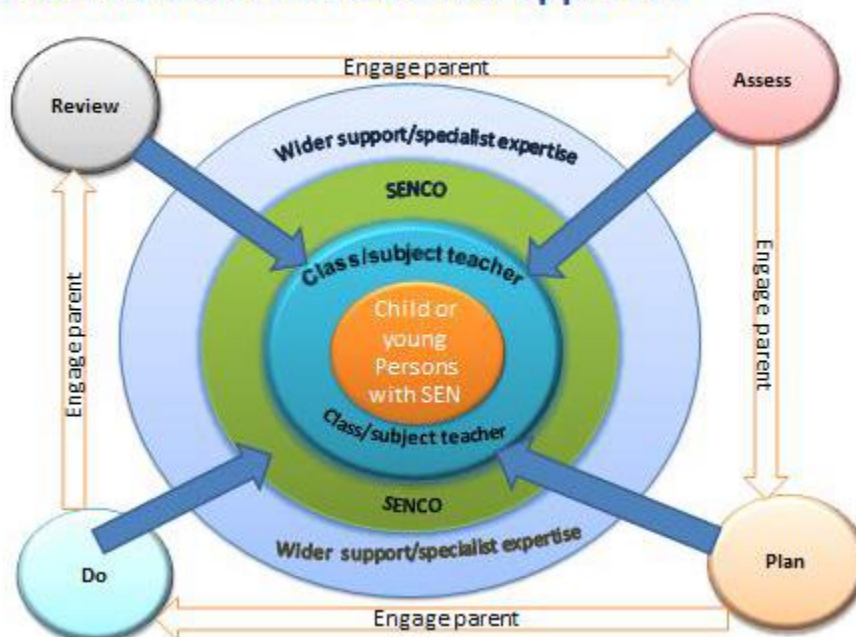 Engage parent
Review
Assess
Wider support/specialist expertise
SENCO
Class/subject teacher
Child or
young
Persons
with SEN
Class/subject teacher
SENCO
Wider support/specialist expertise
Engage parent
Engage parent
Do
Plan
Engage parent